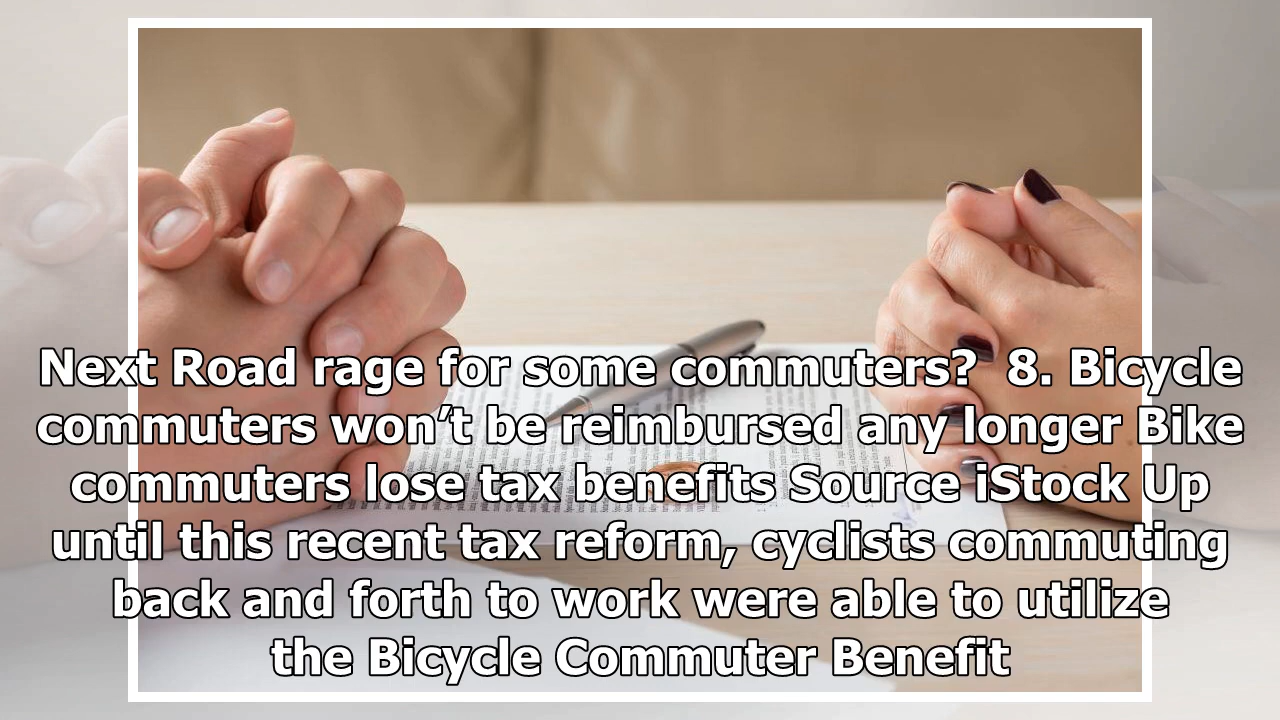 Next Road rage for some commuters?  8. Bicycle
commuters won’t be reimbursed any longer Bike
commuters lose tax benefits Source iStock Up
until this recent tax reform, cyclists commuting
back and forth to work were able to utilize
the Bicycle Commuter Benefit